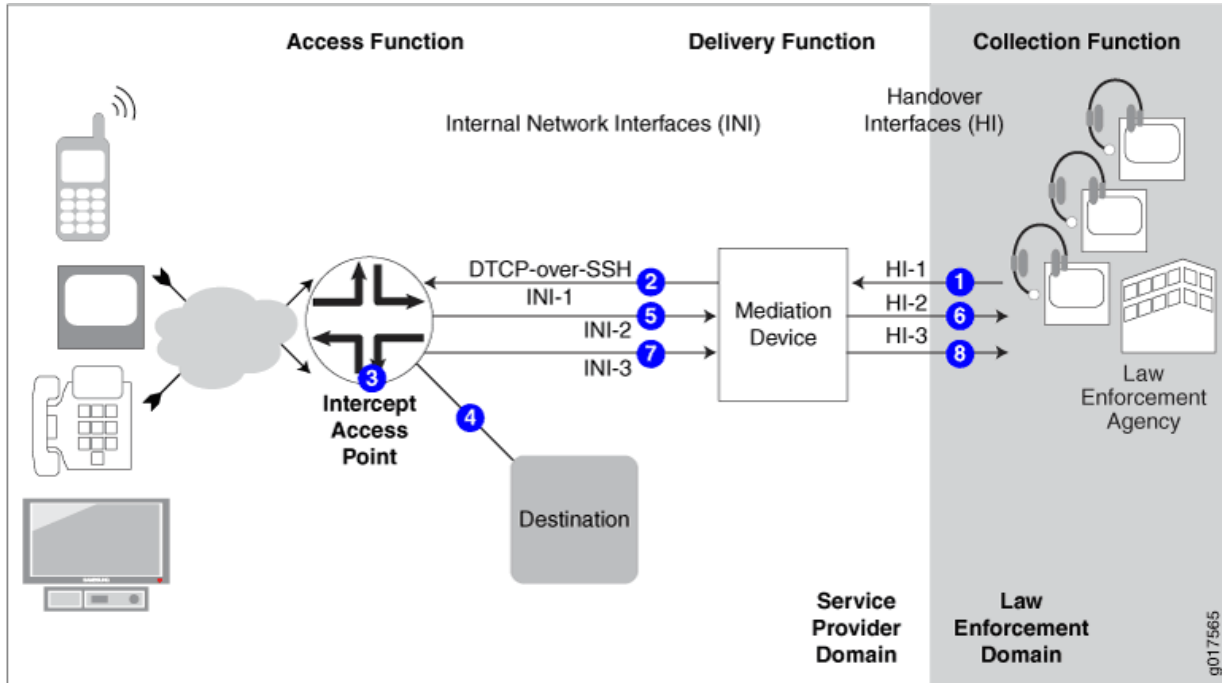 Access Function
Delivery Function
Collection Function
Internal Network Interfaces (INI)
Handover
Interfaces (HI)
DTCP-over-SSH
2
INI-1
5
INI-2
7
INI-3
Mediation
Device
HI-1
1
HI-2
6
HI-3
8
3
Intercept
Access
Point
4
Destination
Law
Enforcement
Agency
SAMSUNG
Service
Provider
Domain
Law
Enforcement
Domain
g017565